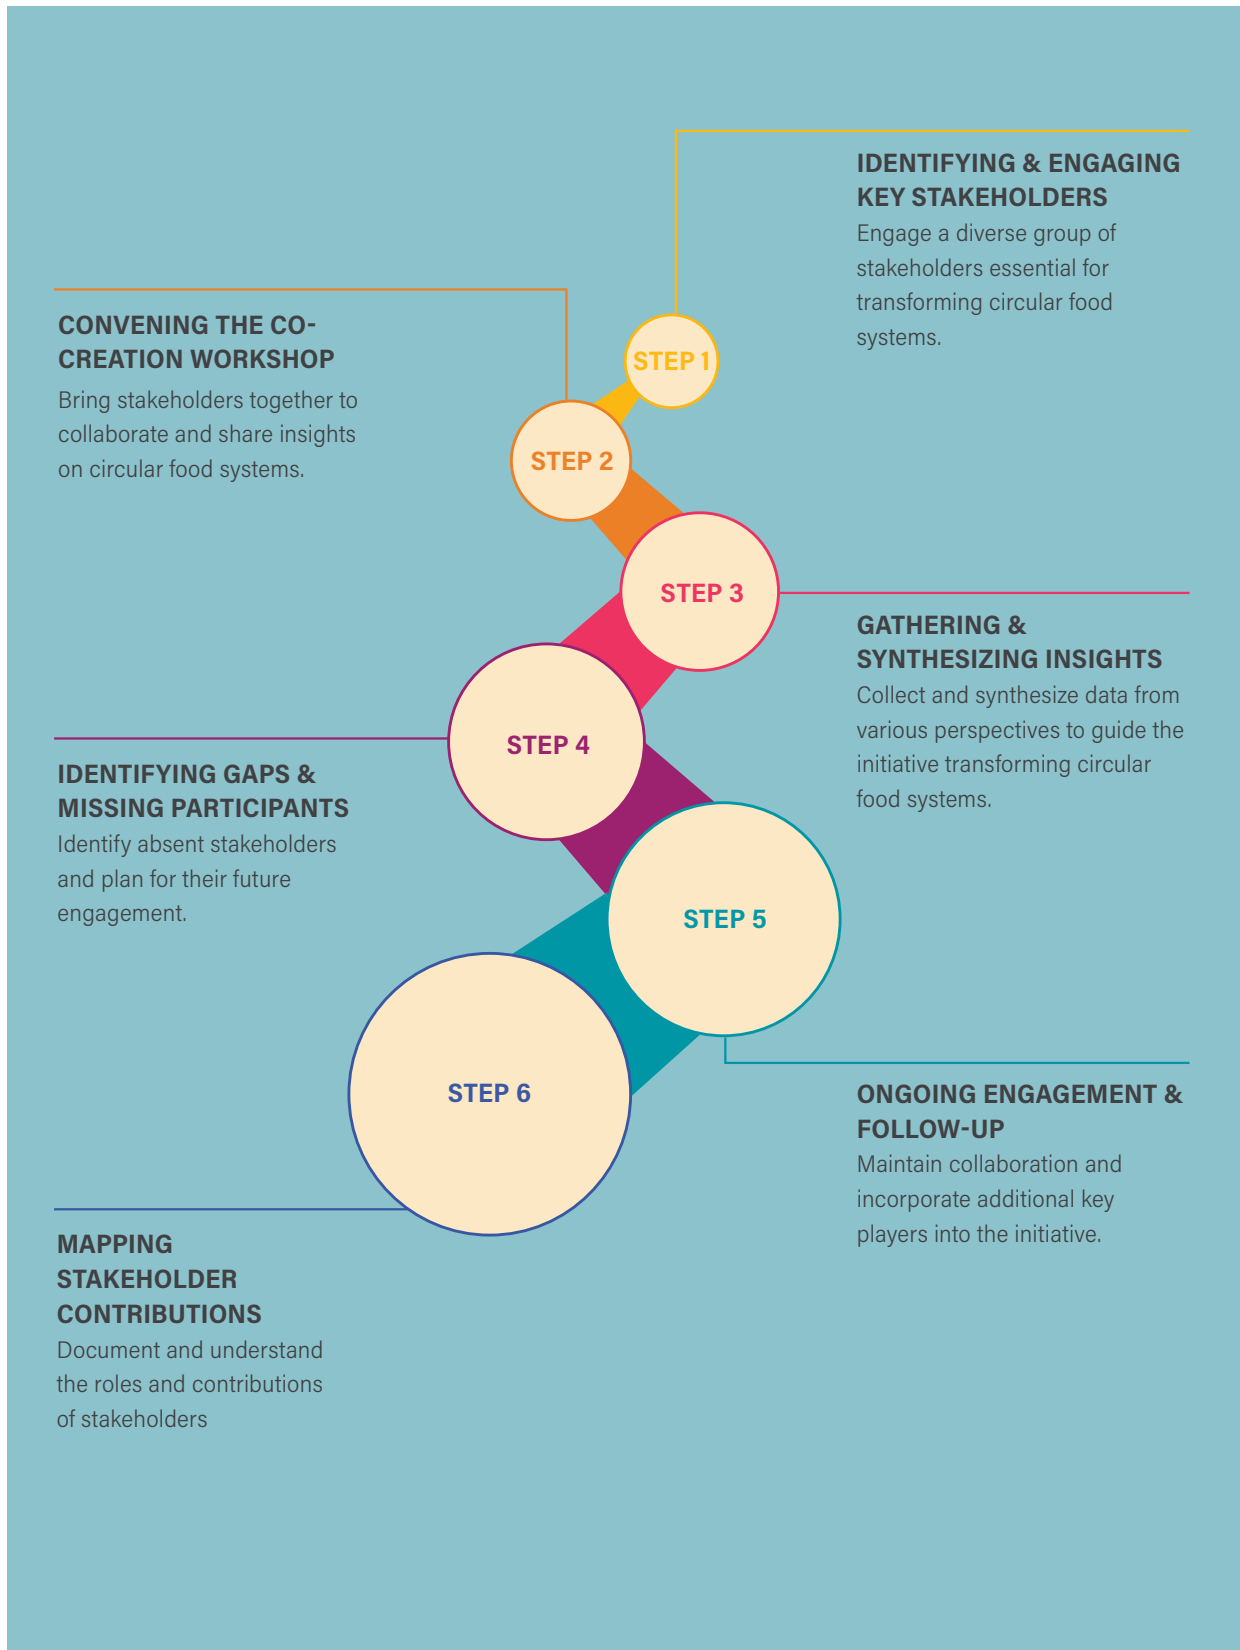 STEP 1
IDENTIFYING & ENGAGING
KEY STAKEHOLDERS
Engage a diverse group of
stakeholders essential for
transforming circular food
systems.
STEP 2
CONVENING THE CO-
CREATION WORKSHOP
Bring stakeholders together to
collaborate and share insights
on circular food systems.
STEP 3
GATHERING &
SYNTHESIZING INSIGHTS
Collect and synthesize data from
various perspectives to guide the
initiative transforming circular
food systems.
STEP 4
IDENTIFYING GAPS &
MISSING PARTICIPANTS
Identify absent stakeholders
and plan for their future
engagement.
STEP 5
ONGOING ENGAGEMENT &
FOLLOW-UP
Maintain collaboration and
incorporate additional key
players into the initiative.
STEP 6
MAPPING
STAKEHOLDER
CONTRIBUTIONS
Document and understand
the roles and contributions
of stakeholders